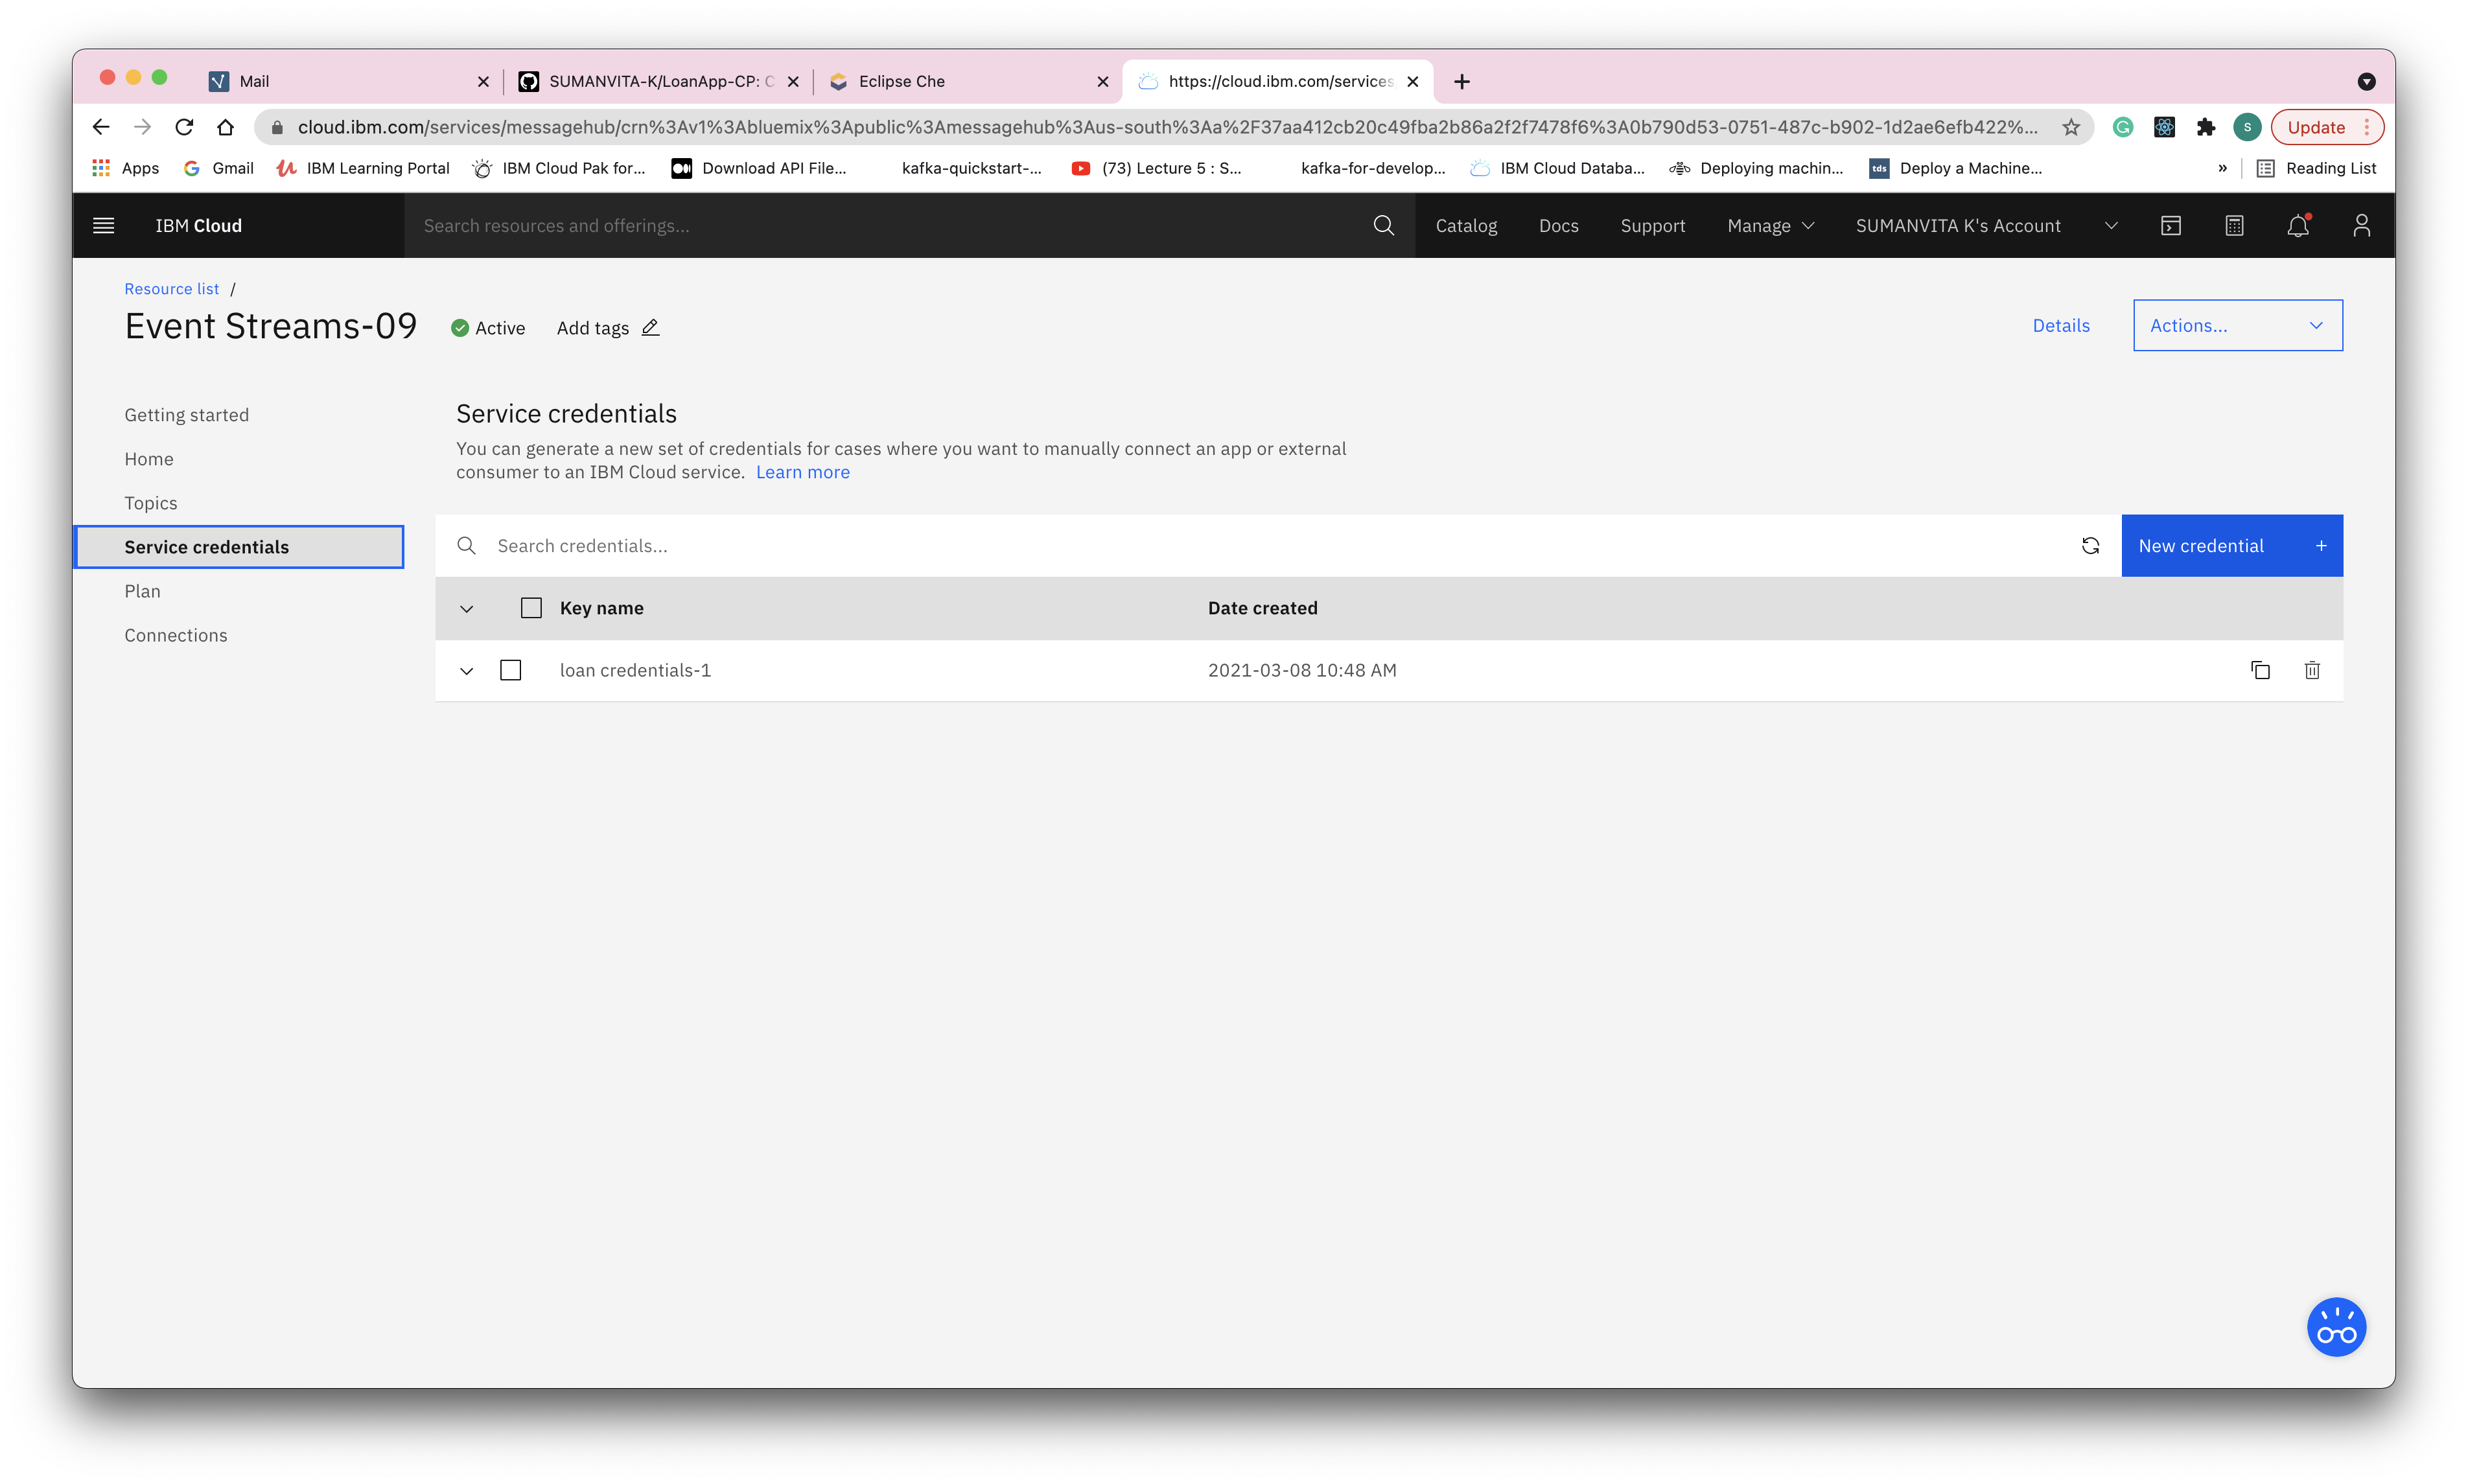 Mail
SUMANVITA-K/LoanApp-CP: C
Eclipse Che
https://cloud.ibm.com/services
cloud.ibm.com/services/messagehub/crn%3Av1%3Abluemix%3Apublic%3Amessagehub%3Aus-south%3Aa%2F37aa412cb20c49fba2b86a2f2f7478f6%3A0b790d53-0751-487c-b902-1d2ae6efb422%...
S
Update
Apps
Gmail
IBM Learning Portal
IBM Cloud Pak for...
Download API File...
kafka-quickstart-...
(73) Lecture 5 : S...
kafka-for-develop...
IBM Cloud Databa...
Deploying machin...
tds
Deploy a Machine...
»
Reading List
IBM Cloud
Search resources and offerings...
Catalog
Docs
Support
Manage
SUMANVITA K's Account
Resource list /
Event Streams-09
Active
Add tags
Details
Actions...
Getting started
Home
Topics
Service credentials
Plan
Connections
Service credentials
You can generate a new set of credentials for cases where you want to manually connect an app or external
consumer to an IBM Cloud service. Learn more
Search credentials...
New credential +
Key name
Date created
loan credentials-1
2021-03-08 10:48 AM